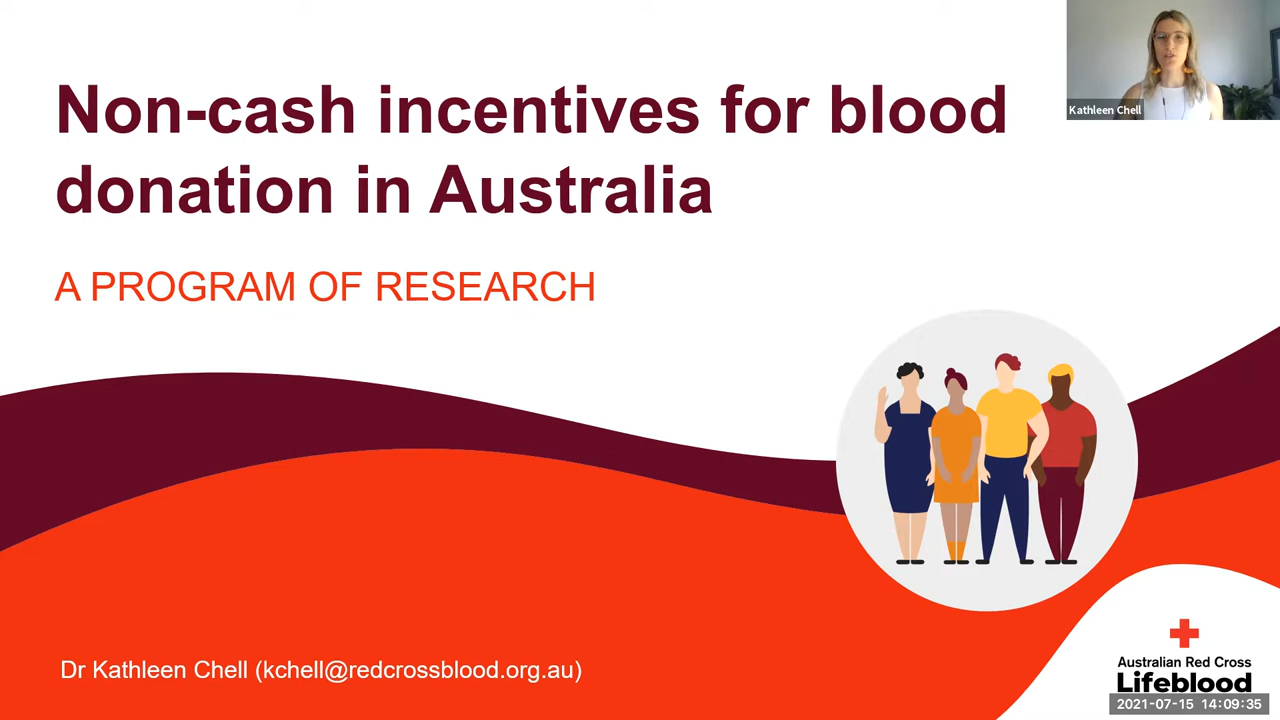 Non-cash incentives for blood
donation in Australia
A PROGRAM OF RESEARCH
Kathleen Chell
Dr Kathleen Chell (kchell@redcrossblood.org.au)
Australian Red Cross
Lifeblood
2021-07-15 14:09:35